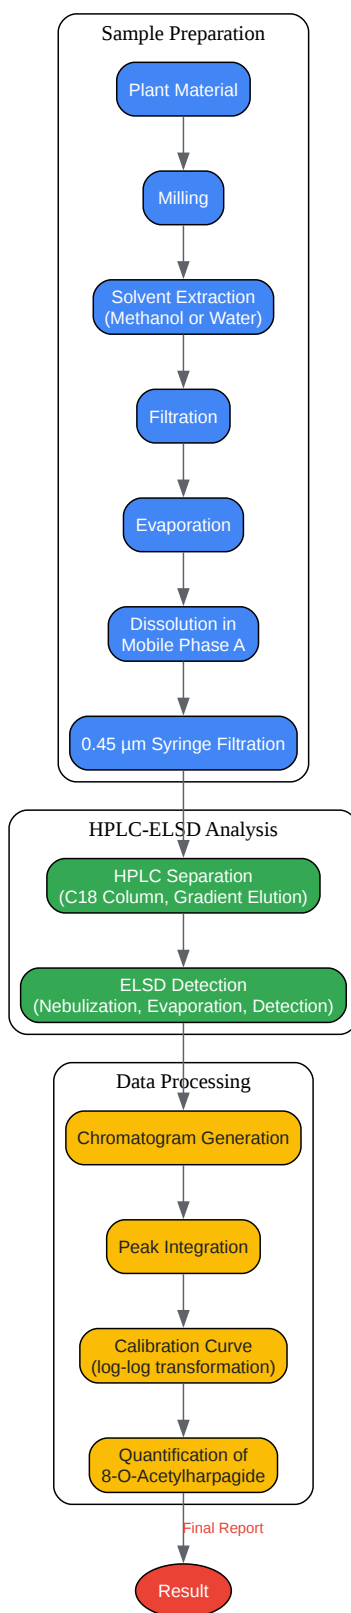 Sample Preparation
Plant Material
Milling
Solvent Extraction
(Methanol or Water)
Filtration
Evaporation
Dissolution in
Mobile Phase A
0.45 µm Syringe Filtration
HPLC-ELSD Analysis
HPLC Separation
(C18 Column, Gradient Elution)
ELSD Detection
(Nebulization, Evaporation, Detection)
Data Processing
Chromatogram Generation
Peak Integration
Calibration Curve
(log-log transformation)
Quantification of
8-O-Acetylharpagide
Final Report
Result